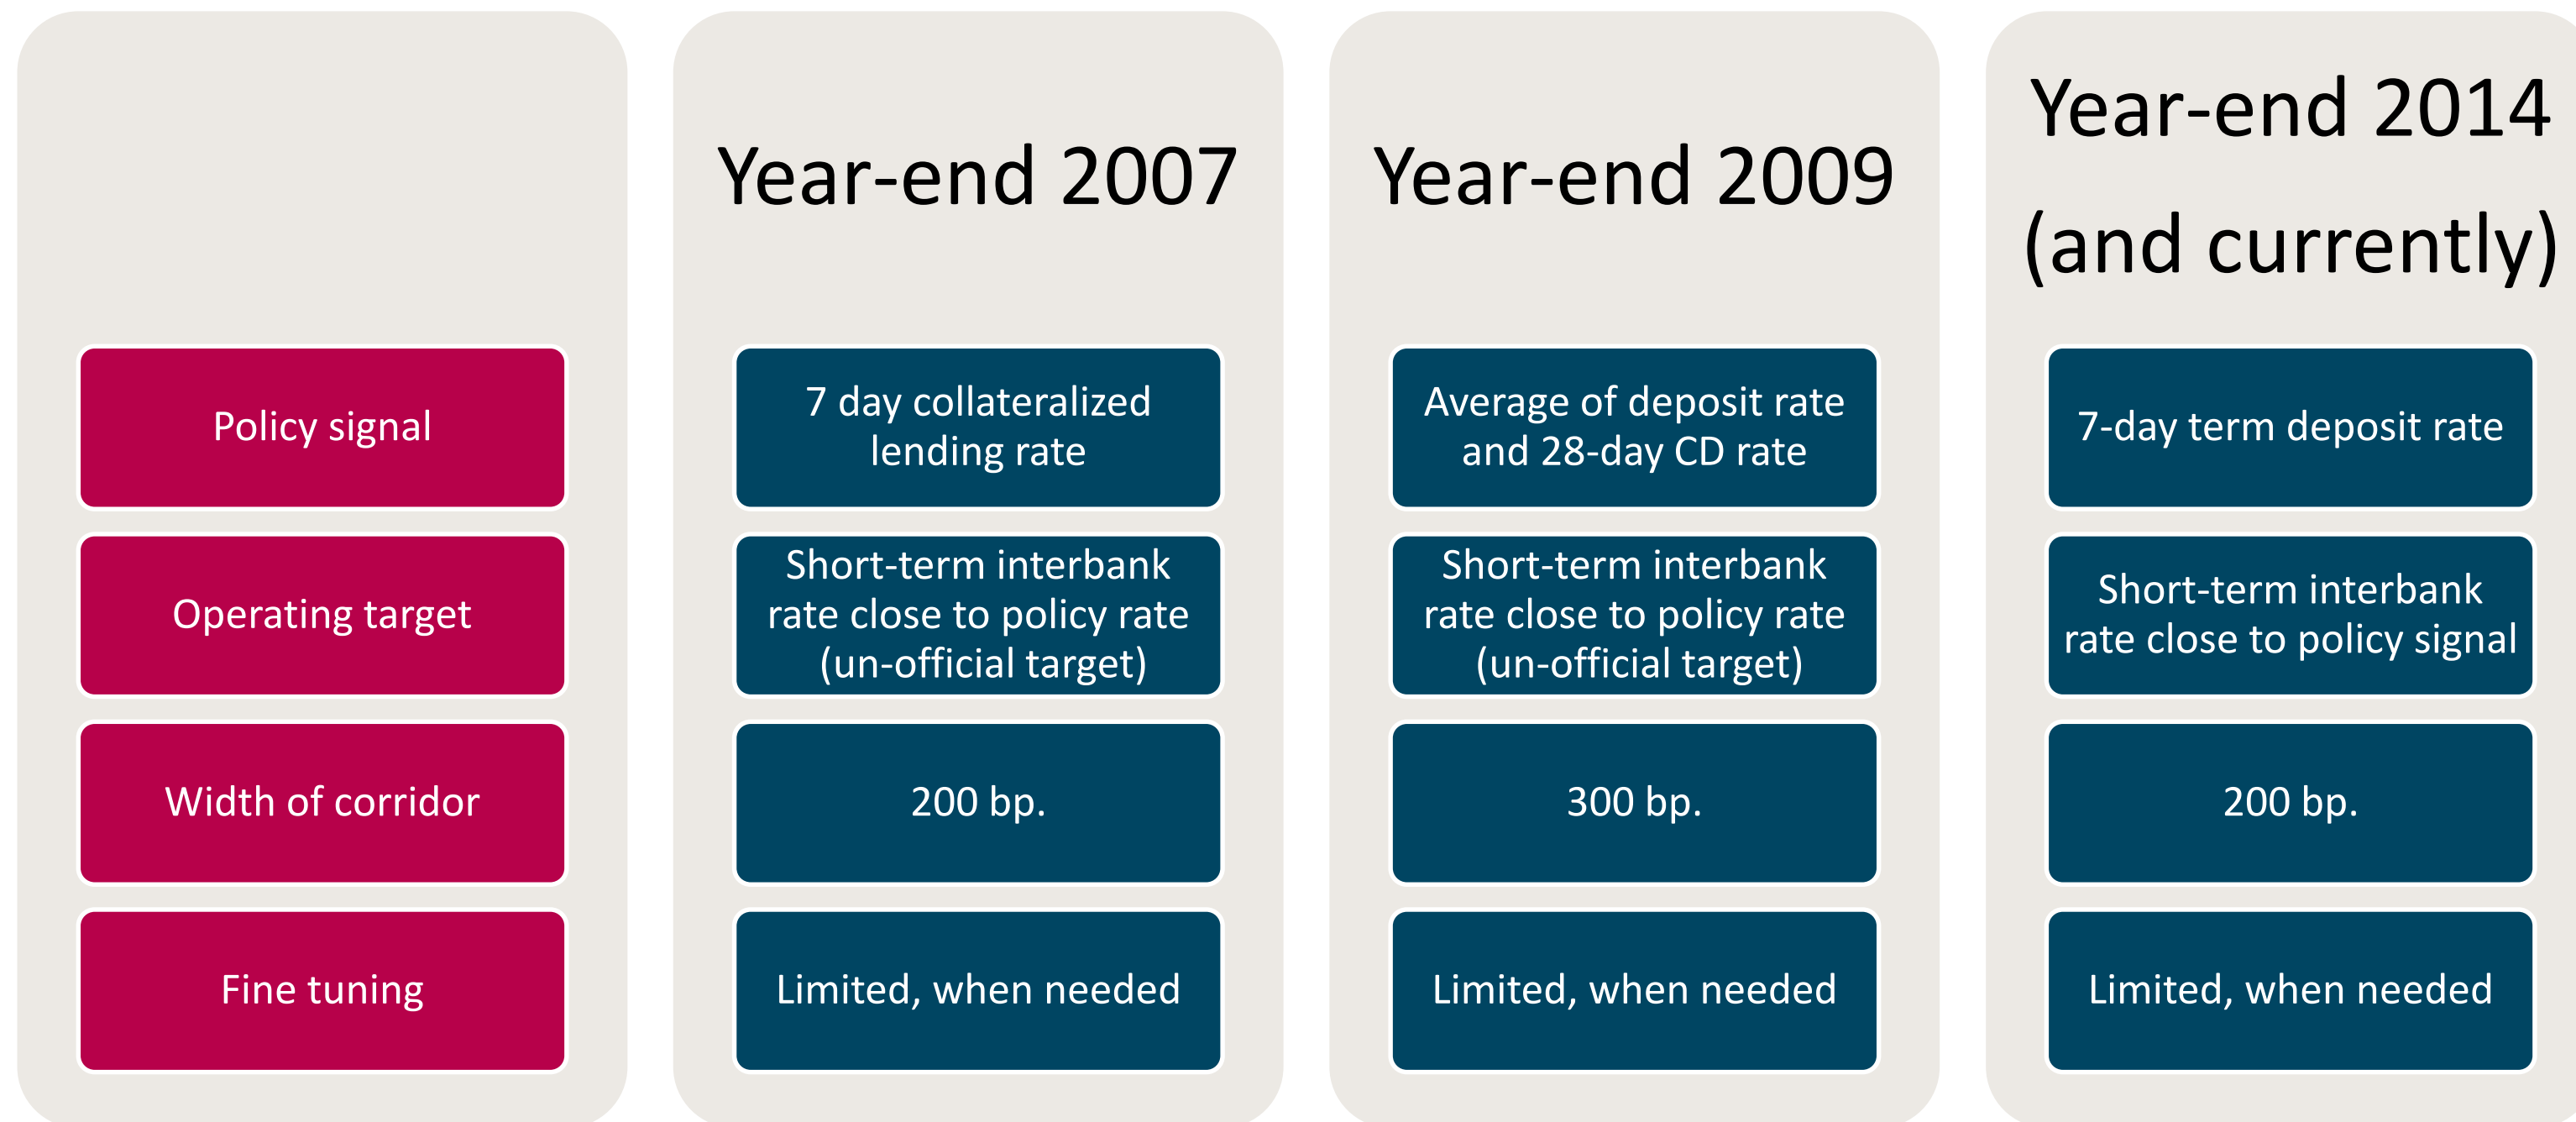 Year-end 2007
Year-end 2009
Year-end 2014
(and currently)
Policy signal
7 day collateralized
lending rate
Average of deposit rate
and 28-day CD rate
7-day term deposit rate
Operating target
Short-term interbank
rate close to policy rate
(un-official target)
Short-term interbank
rate close to policy rate
(un-official target)
Short-term interbank
rate close to policy signal
Width of corridor
200 bp.
300 bp.
200 bp.
Fine tuning
Limited, when needed
Limited, when needed
Limited, when needed